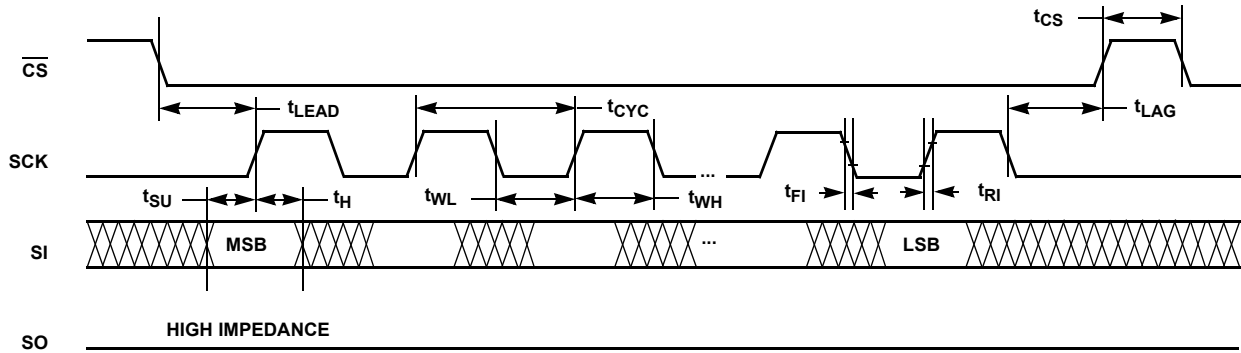 tCS
CS
tLEAD
tCYC
tLAG
SCK
...
tSU
tH
tWL
tWH
tFI
tRI
SI
MSB
...
LSB
HIGH IMPEDANCE
SO